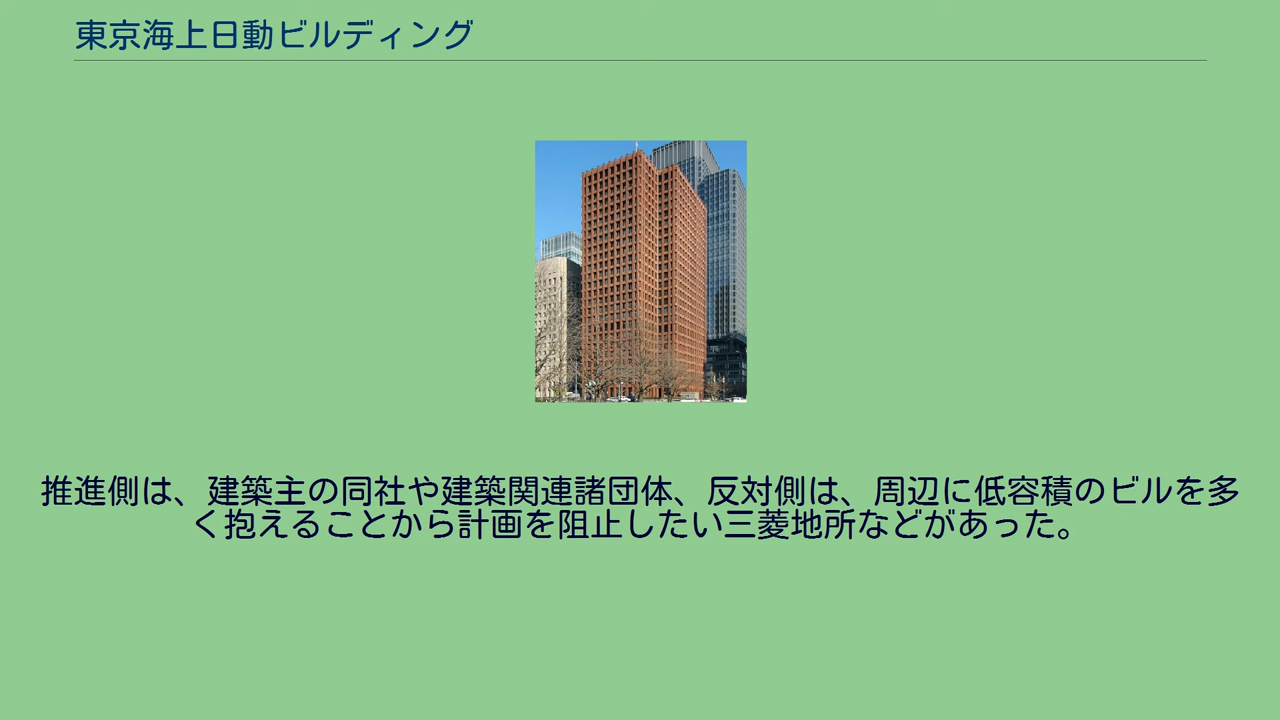 東京海上日動ビルディング
推進側は、建築主の同社や建築関連諸団体、反対側は、周辺に低容積のビルを多
く抱えることから計画を阻止したい三菱地所などがあった。